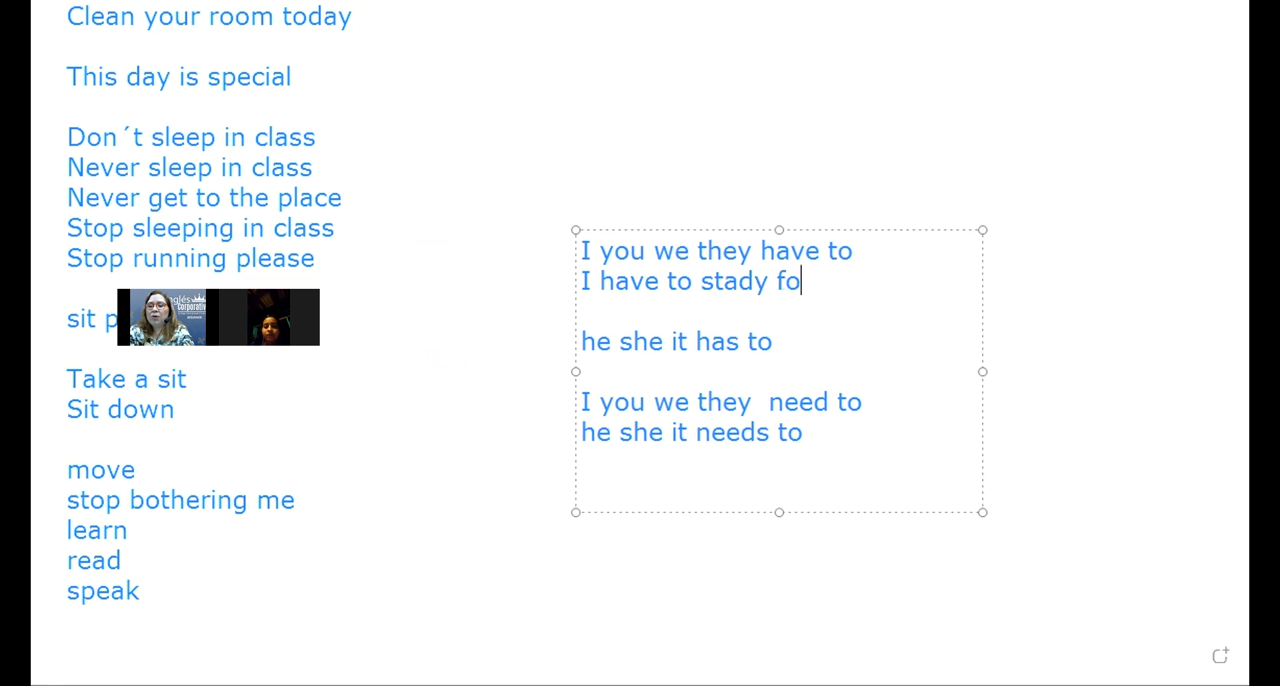 Clean your room today
This day is special
Don´t sleep in class
Never sleep in class
Never get to the place
Stop sleeping in class
Stop running please
sit p
Take a sit
Sit down
move
stop bothering me
learn
read
speak
I you we they have to
I have to stady fo
he she it has to
I you we they  need to
he she it needs to